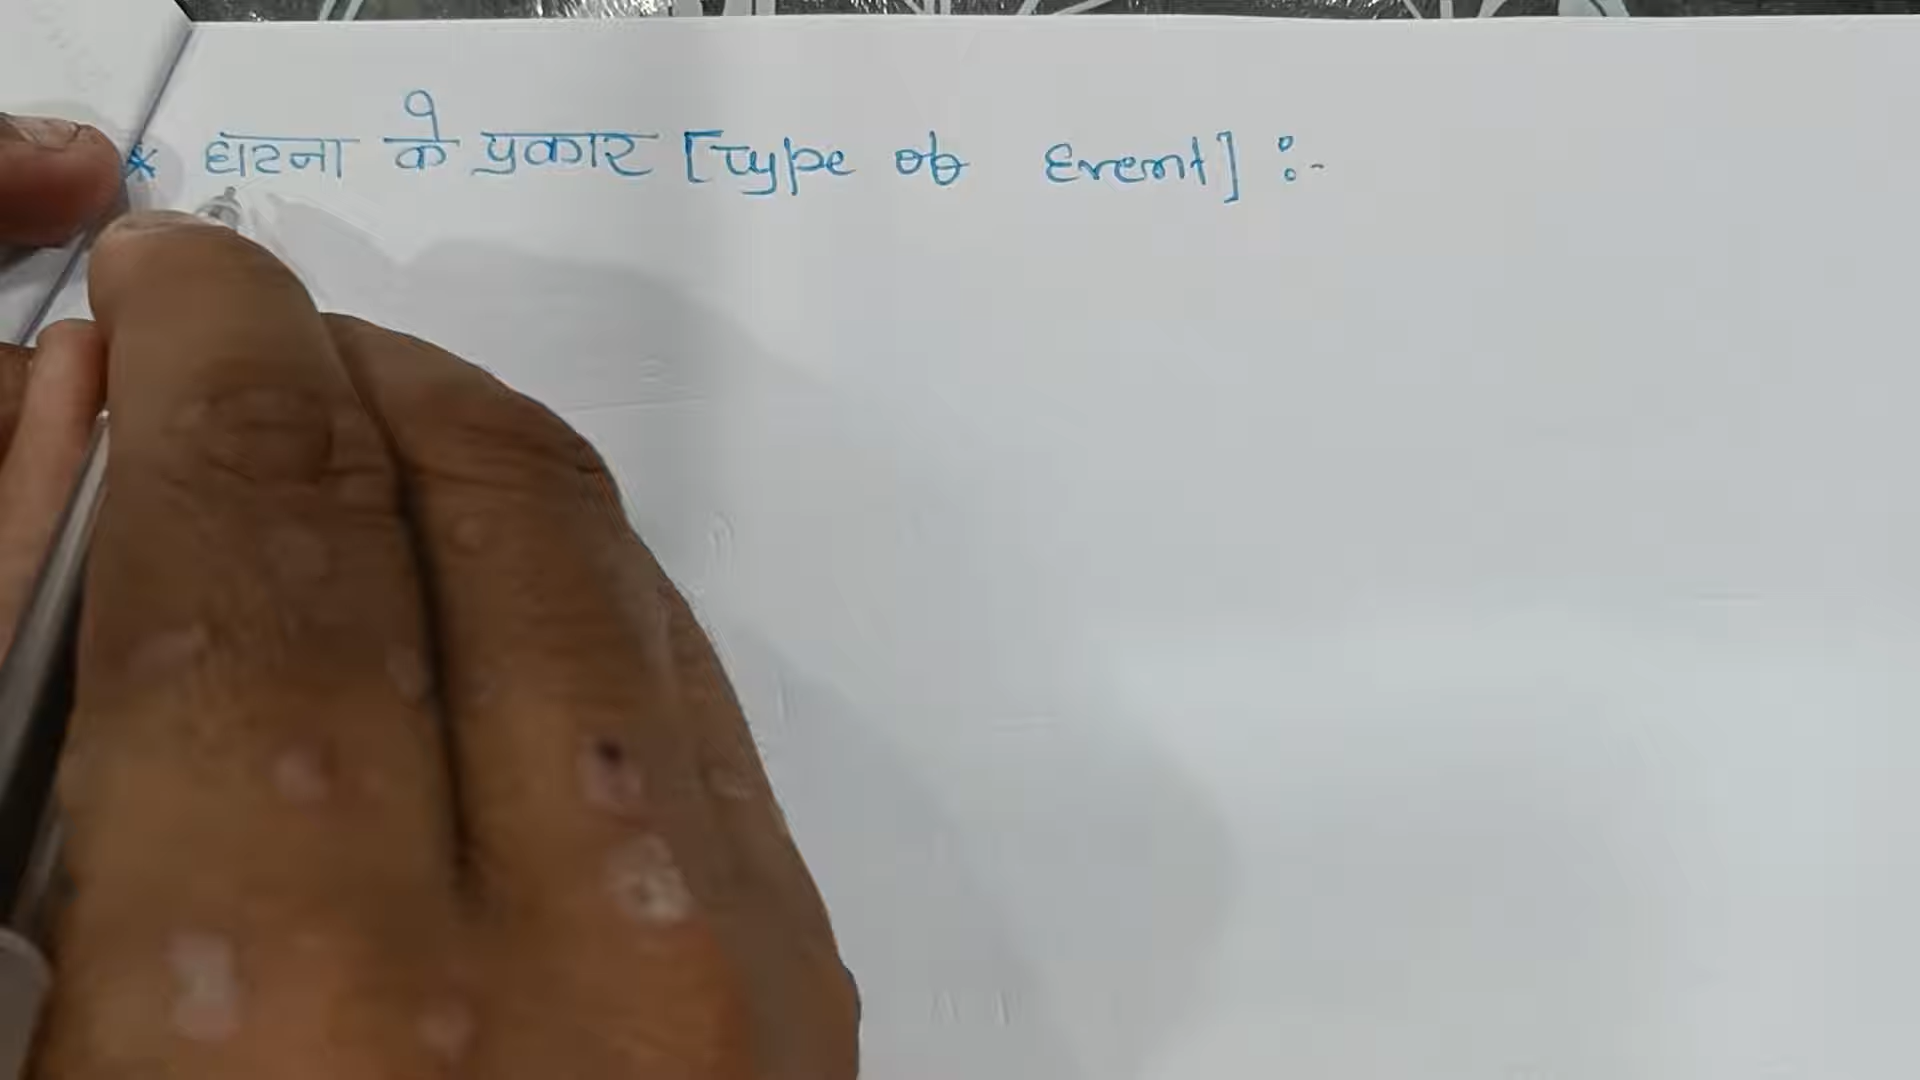 * घटना के प्रकार [Type of Event] :-